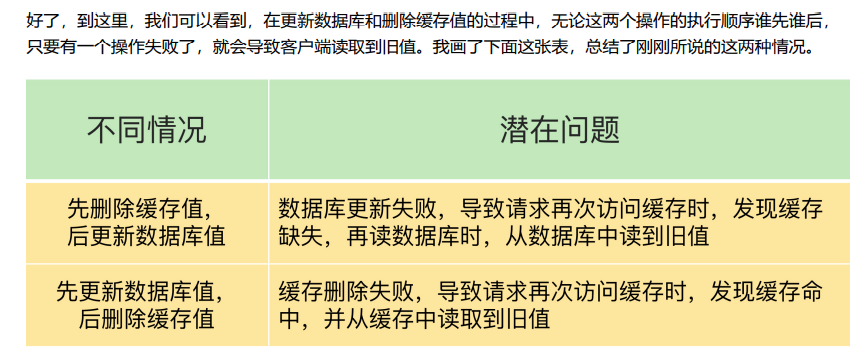 好了，到这里，我们可以看到，在更新数据库和删除缓存值的过程中，无论这两个操作的执行顺序谁先谁后，
只要有一个操作失败了，就会导致客户端读取到旧值。我画了下面这张表，总结了刚刚所说的这两种情况。
不同情况
潜在问题
先删除缓存值，
后更新数据库值
数据库更新失败，导致请求再次访问缓存时，发现缓存
缺失，再读数据库时，从数据库中读到旧值
先更新数据库值，
后删除缓存值
缓存删除失败，导致请求再次访问缓存时，发现缓存命
中，并从缓存中读取到旧值